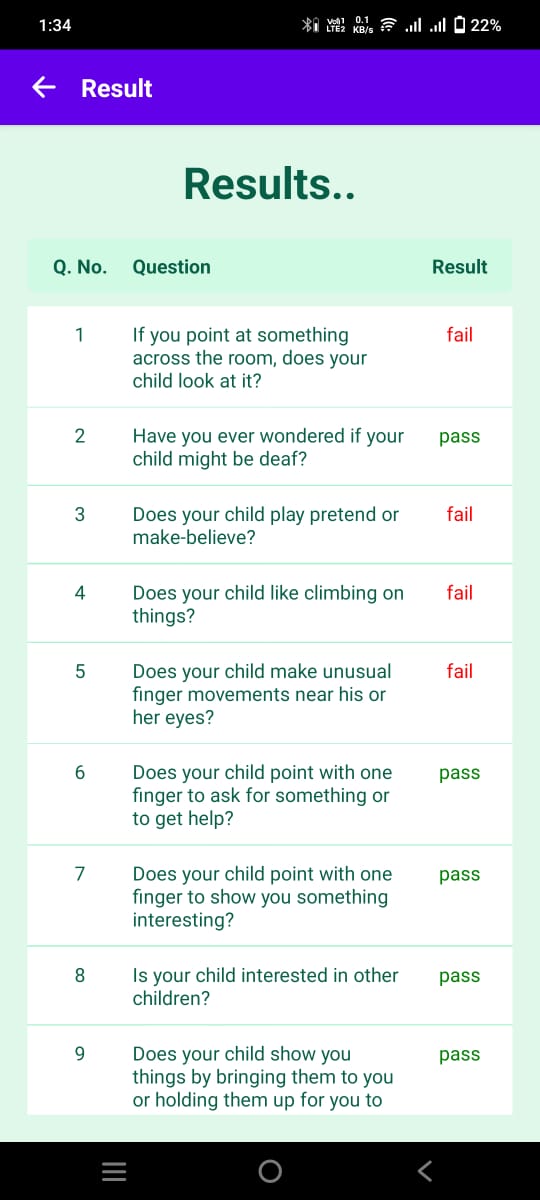 1:34 Vo)) 1 LTE2 0.1 KB/s 22%
Result
Results..
Q. No. Question Result
1 If you point at something fail
across the room, does your
child look at it?
2 Have you ever wondered if your pass
child might be deaf?
3 Does your child play pretend or fail
make-believe?
4 Does your child like climbing on fail
things?
5 Does your child make unusual fail
finger movements near his or
her eyes?
6 Does your child point with one pass
finger to ask for something or
to get help?
7 Does your child point with one pass
finger to show you something
interesting?
8 Is your child interested in other pass
children?
9 Does your child show you pass
things by bringing them to you
or holding them up for you to